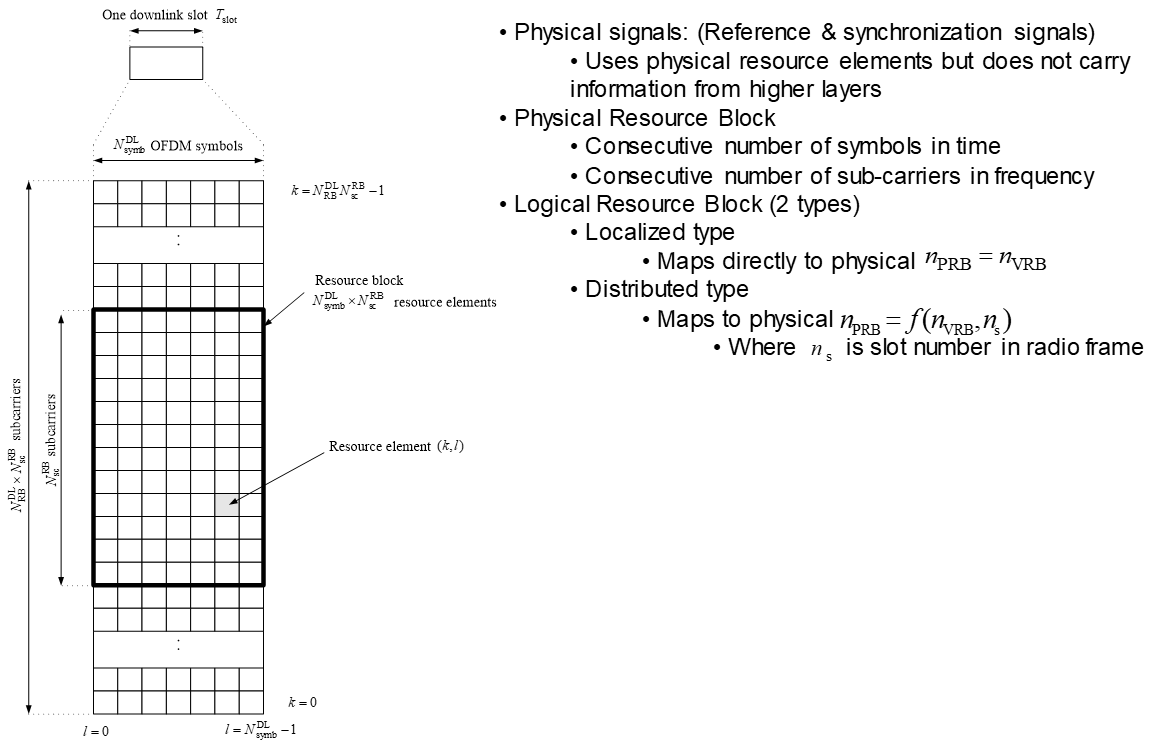 One downlink slot T_slot
N_symb^DL OFDM symbols
k = N_RB^DL N_sc^RB − 1
⋮
Resource block
N_symb^DL × N_sc^RB resource elements
N_RB^DL × N_sc^RB subcarriers
N_sc^RB subcarriers
Resource element (k, l)
⋮
k = 0
l = 0
l = N_symb^DL − 1
• Physical signals: (Reference & synchronization signals)
• Uses physical resource elements but does not carry
information from higher layers
• Physical Resource Block
• Consecutive number of symbols in time
• Consecutive number of sub-carriers in frequency
• Logical Resource Block (2 types)
• Localized type
• Maps directly to physical n_PRB = n_VRB
• Distributed type
• Maps to physical n_PRB = f(n_VRB, n_s)
• Where n_s is slot number in radio frame